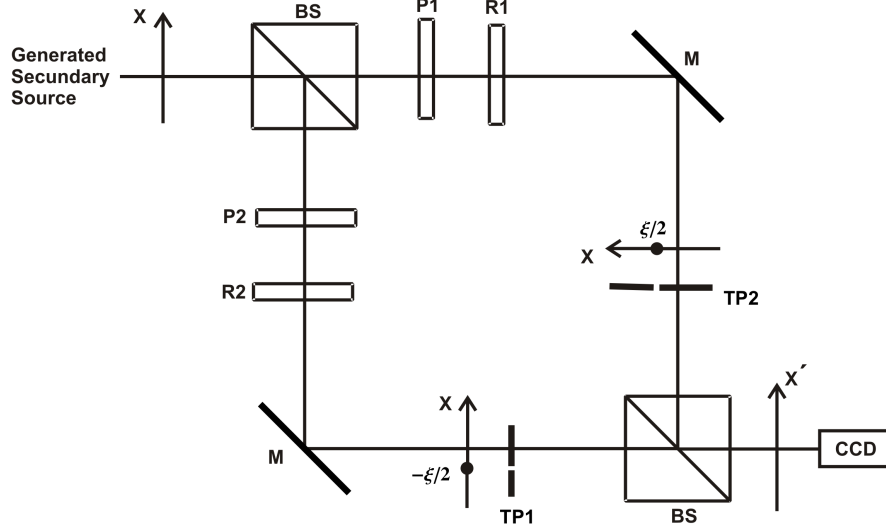 X
BS
P1
R1
M
Generated
Secundary
Source
P2
R2
ξ/2
X
TP2
X
X´
M
−ξ/2
TP1
BS
CCD